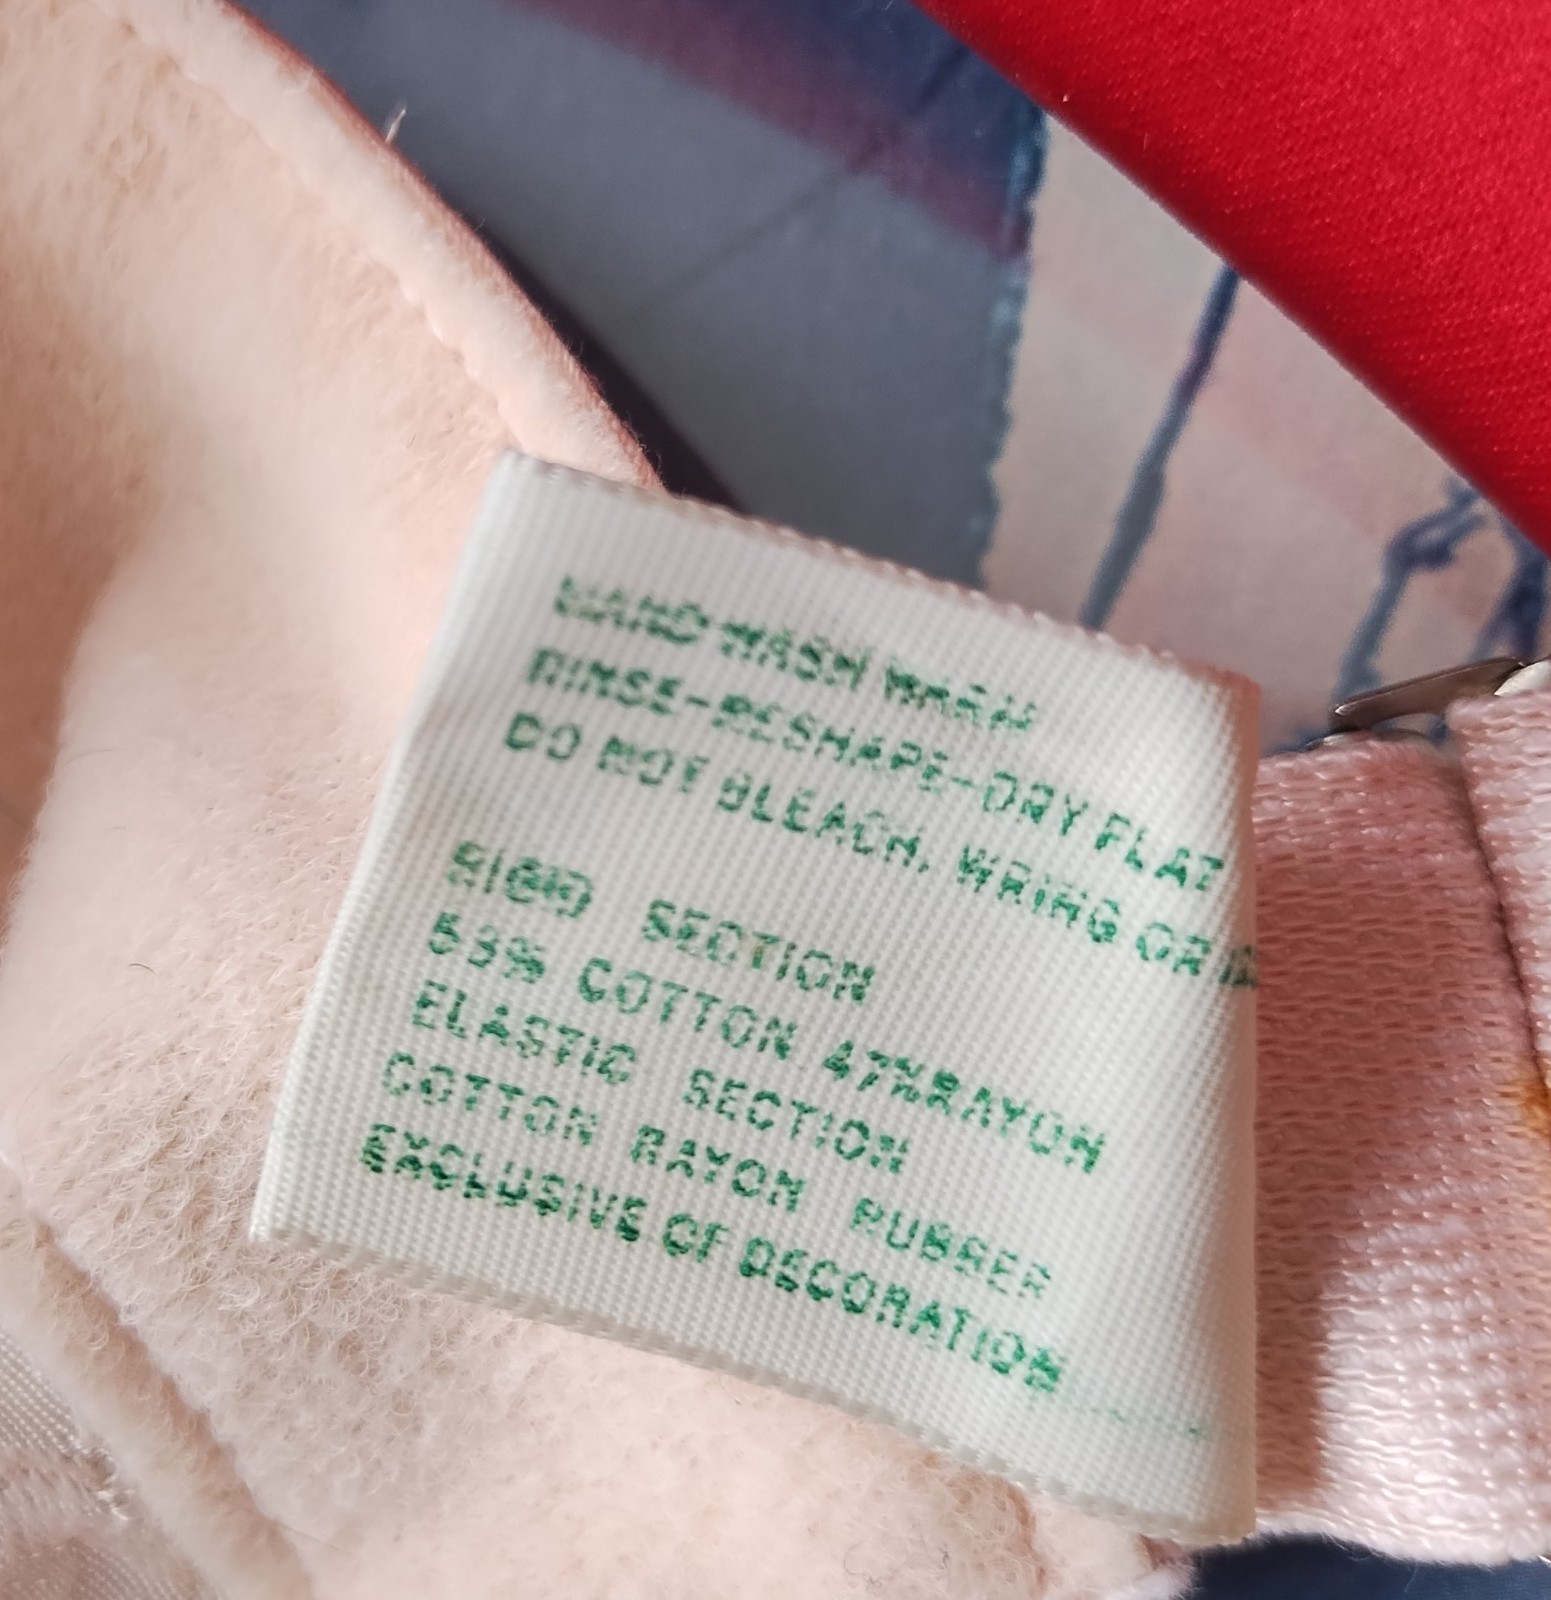 HAND WASH WARM
RINSE-RESHAPE-DRY FLAT
DO NOT BLEACH, WRING OR
RIGID SECTION
53% COTTON 47%RAYON
ELASTIC SECTION
COTTON RAYON RUBBER
EXCLUSIVE OF DECORATION